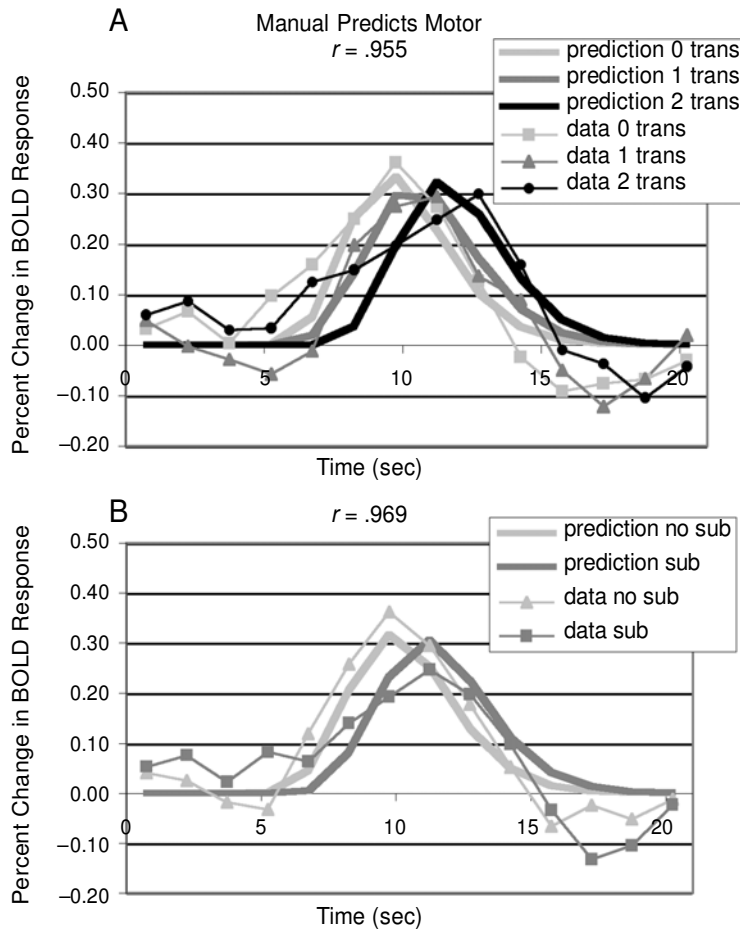 A
Manual Predicts Motor
r = .955
prediction 0 trans
prediction 1 trans
prediction 2 trans
data 0 trans
data 1 trans
data 2 trans
Percent Change in BOLD Response
0.50
0.40
0.30
0.20
0.10
0.00
−0.10
−0.20
0 5 10 15 20
Time (sec)
B
r = .969
prediction no sub
prediction sub
data no sub
data sub
Percent Change in BOLD Response
0.50
0.40
0.30
0.20
0.10
0.00
−0.10
−0.20
0 5 10 15 20
Time (sec)